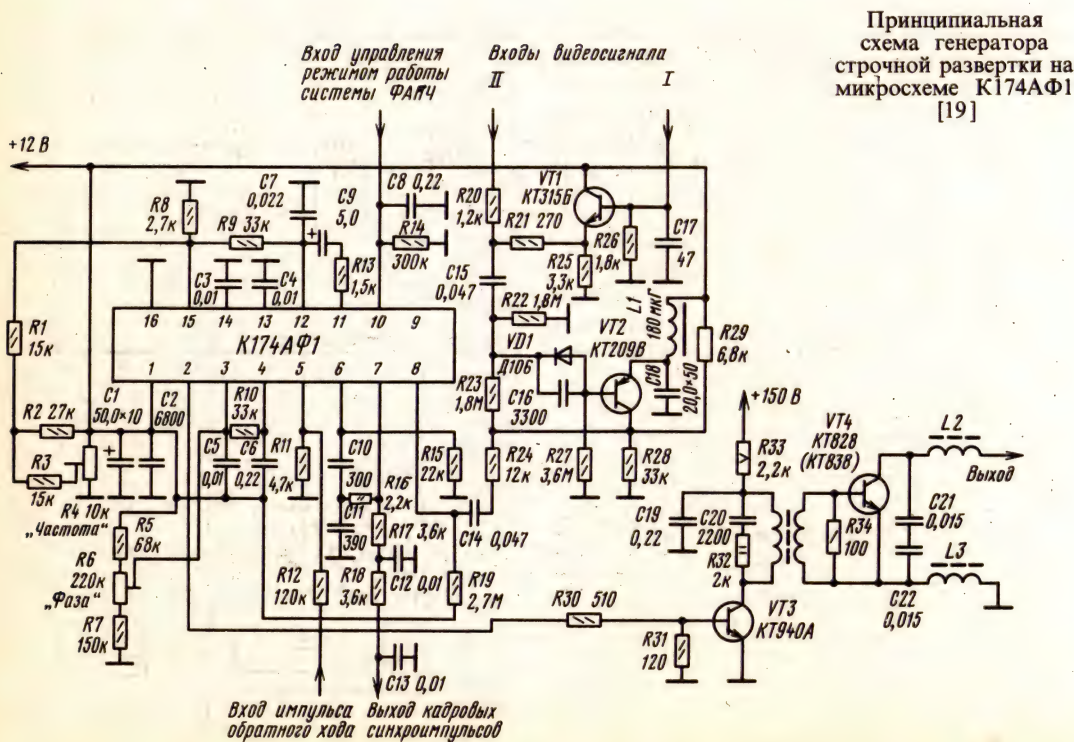 Принципиальная
схема генератора
строчной развертки на
микросхеме К174АФ1
[19]
Вход управления
режимом работы
системы ФАПЧ
Входы видеосигнала
II
I
+12 В
R8
2,7к
C7
0,022
R9 33к
C9
5,0
+
C8 0,22
R14
300к
R13
1,5к
R20
1,2к
R21 270
VT1
КТ315Б
R26
1,8к
C17
47
R25
3,3к
C15
0,047
C3
0,01
C4
0,01
R22 1,8М
L1
180 мкГ
R1
15к
16 15 14 13 12 11 10 9
К174АФ1
1 2 3 4 5 6 7 8
VD1
Д106
VT2
КТ209В
R29
6,8к
R23
1,8М
C16
3300
C18
20,0×50
R2 27к
C1
50,0×10
C2
6800
R10
33к
C5
0,01
C6
0,22
R11
4,7к
C10
300
R15
22к
R24
12к
R27
3,6М
R28
33к
+150 В
R33
2,2к
VT4
КТ828
(КТ838)
L2
Выход
R3
15к
+
R4 10к
„Частота"
R5
68к
R16
2,2к
C11
390
R17
3,6к
C14 0,047
C19
0,22
C20
2200
R34
100
C21
0,015
R6
220к
„Фаза"
R12
120к
R18
3,6к
C12 0,01
R19
2,7М
R32
2к
L3
C22
0,015
R7
150к
R30 510
VT3
КТ940А
R31
120
C13 0,01
Вход импульса
обратного хода
Выход кадровых
синхроимпульсов